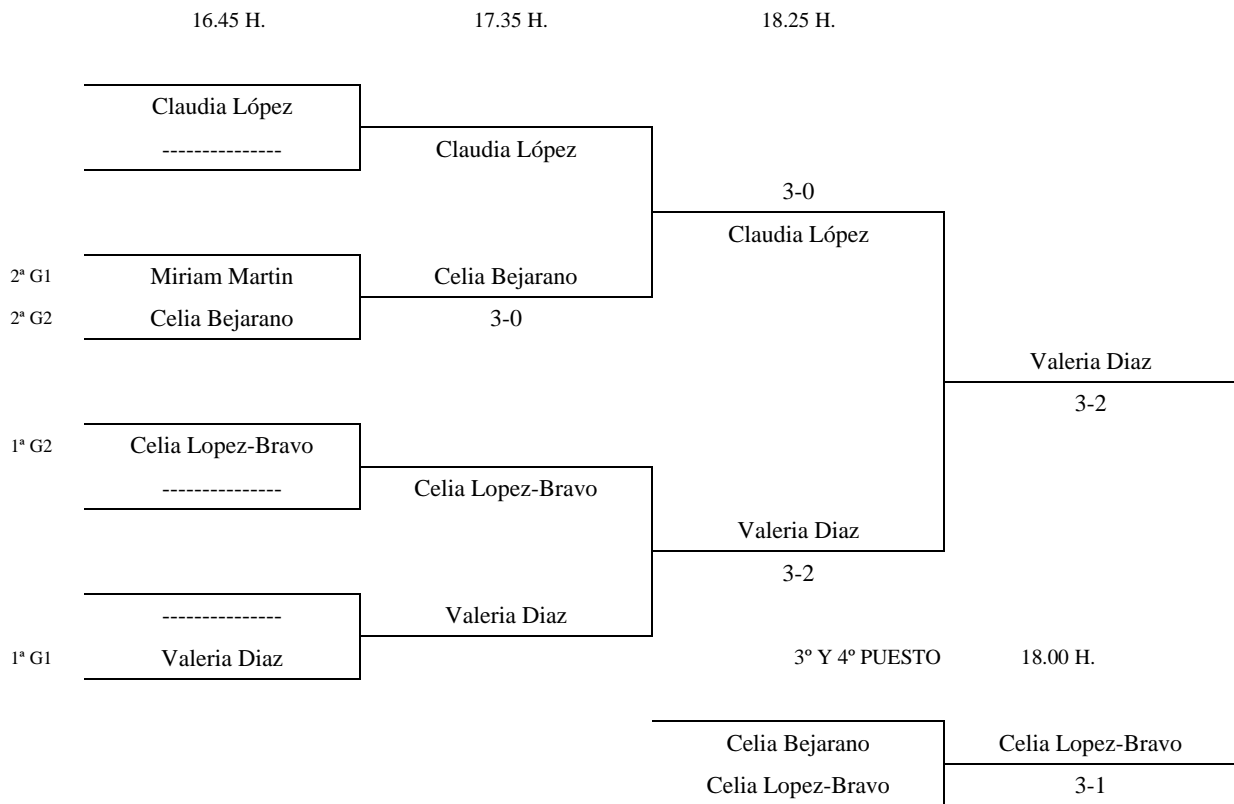 16.45 H. 17.35 H. 18.25 H.
Claudia López
---------------
Claudia López
3-0
Claudia López
2ª G1 Miriam Martin Celia Bejarano
2ª G2 Celia Bejarano 3-0
Valeria Diaz
3-2
1ª G2 Celia Lopez-Bravo
---------------
Celia Lopez-Bravo
Valeria Diaz
3-2
---------------
Valeria Diaz
1ª G1 Valeria Diaz 3º Y 4º PUESTO 18.00 H.
Celia Bejarano Celia Lopez-Bravo
Celia Lopez-Bravo 3-1